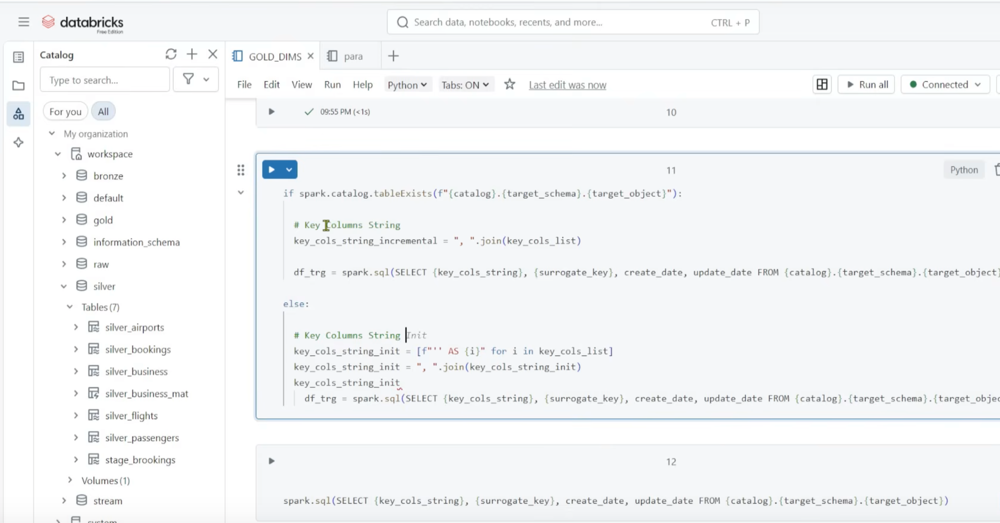 databricks
Free Edition
Search data, notebooks, recents, and more...
CTRL + P
Catalog
Type to search...
For you
All
My organization
workspace
bronze
default
gold
information_schema
raw
silver
Tables (7)
silver_airports
silver_bookings
silver_business
silver_business_mat
silver_flights
silver_passengers
stage_brookings
Volumes (1)
stream
system
GOLD_DIMS
para
File Edit View Run Help Python Tabs: ON Last edit was now
Run all
Connected
09:55 PM (<1s)
10
11
Python
if spark.catalog.tableExists(f"{catalog}.{target_schema}.{target_object}"):
# Key Columns String
key_cols_string_incremental = ", ".join(key_cols_list)
df_trg = spark.sql(SELECT {key_cols_string}, {surrogate_key}, create_date, update_date FROM {catalog}.{target_schema}.{target_object}
else:
# Key Columns String Init
key_cols_string_init = [f"'' AS {i}" for i in key_cols_list]
key_cols_string_init = ", ".join(key_cols_string_init)
key_cols_string_init
df_trg = spark.sql(SELECT {key_cols_string}, {surrogate_key}, create_date, update_date FROM {catalog}.{target_schema}.{target_objec
12
spark.sql(SELECT {key_cols_string}, {surrogate_key}, create_date, update_date FROM {catalog}.{target_schema}.{target_object})